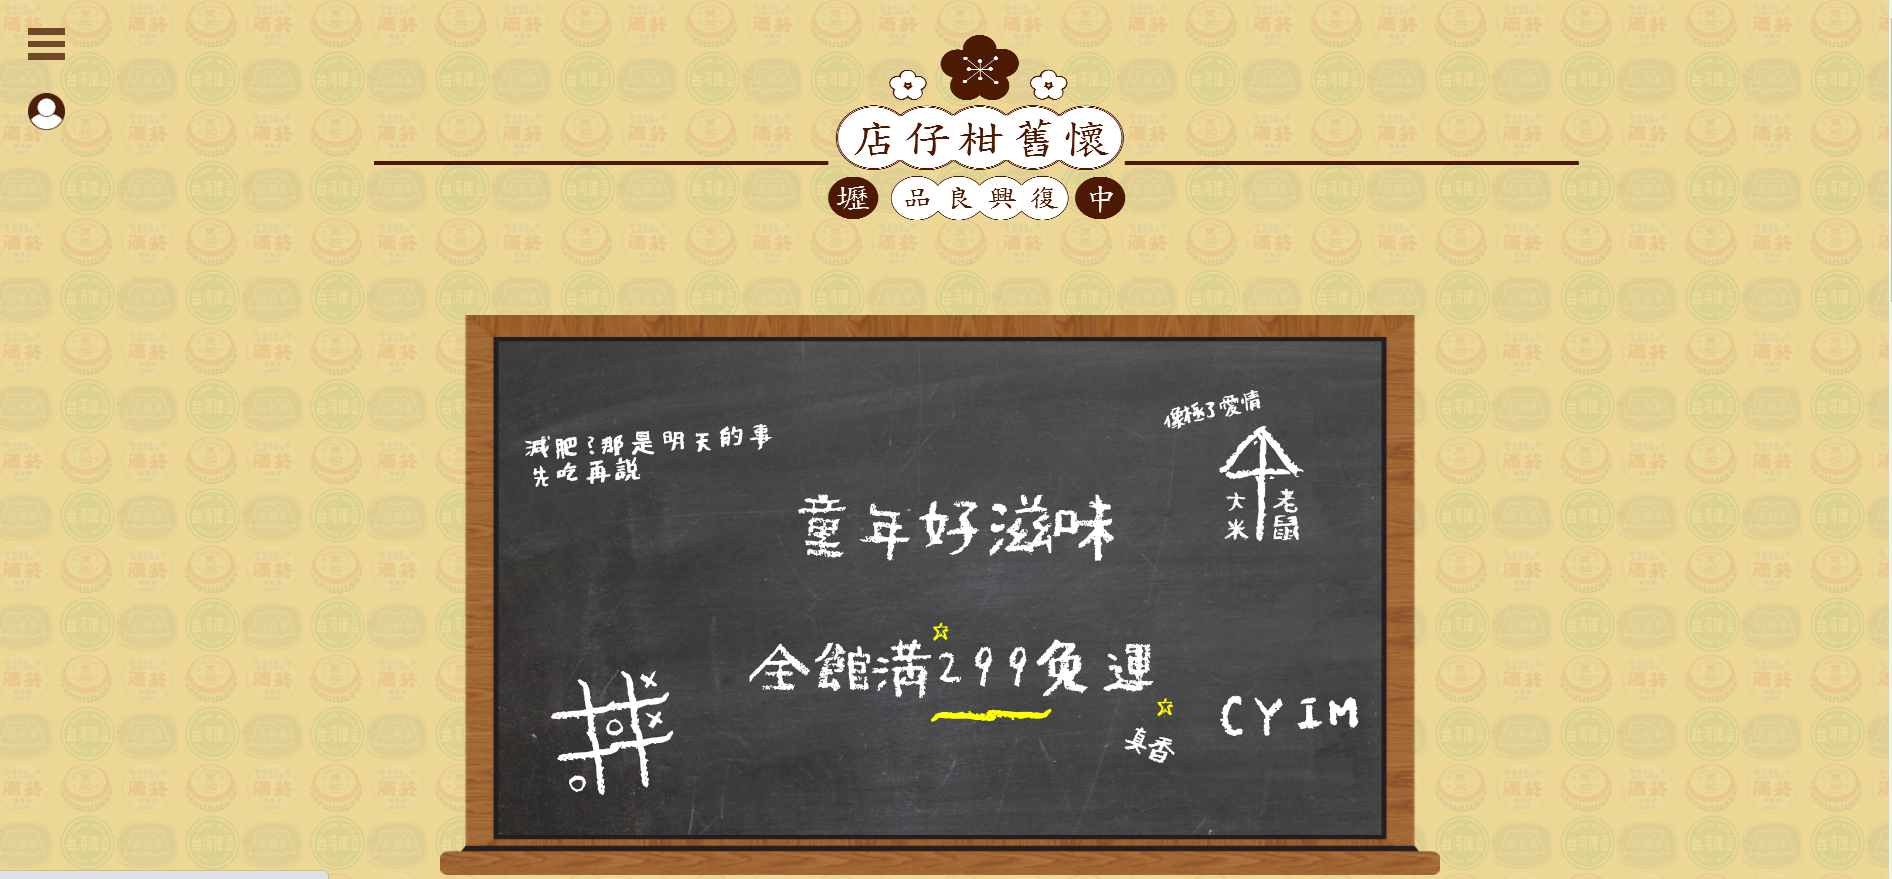 懷舊柑仔店
中 復興良品 壢
像極了愛情
減肥?那是明天的事
先吃再說
大米 老鼠
童年好滋味
全館満299免運
CYIM
真香